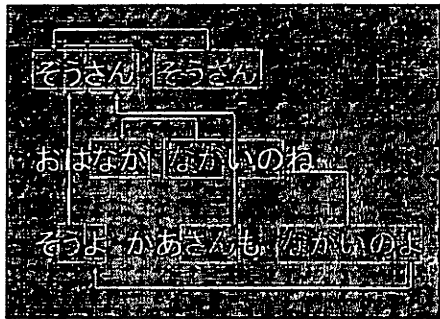 ぞうさん ぞうさん
おはなが ながいのね
そうよ かあさんも ながいのよ